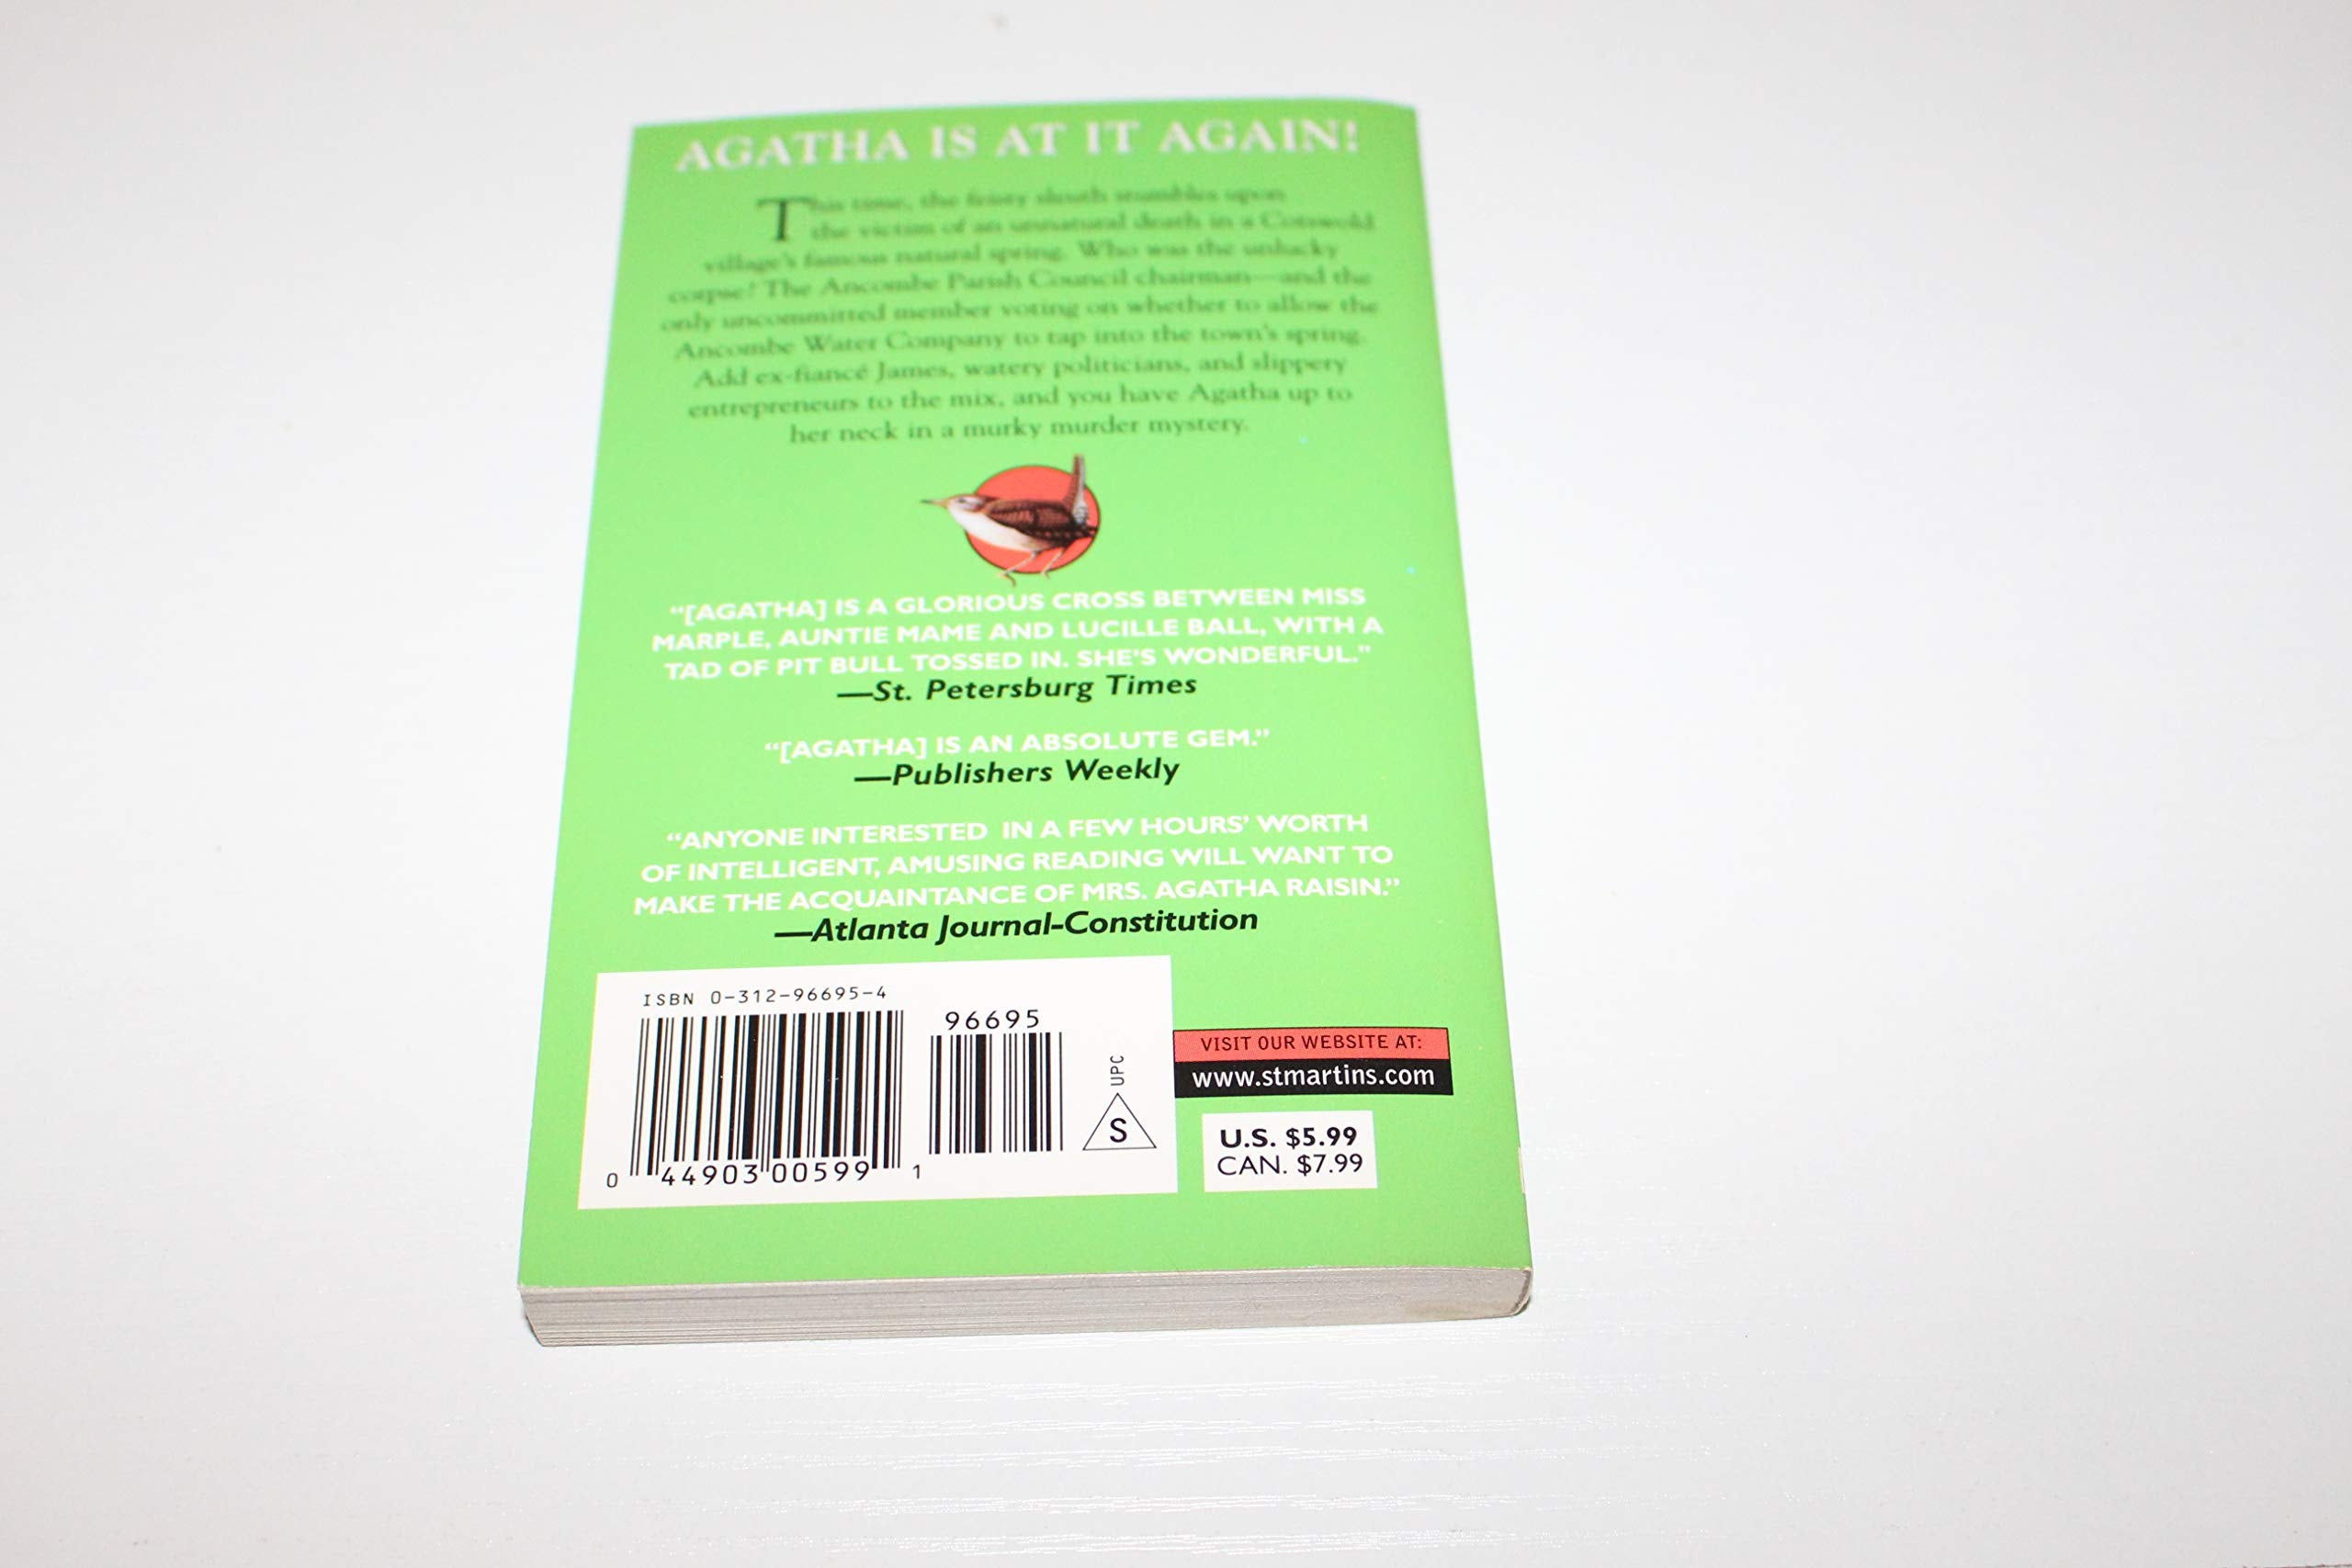 AGATHA IS AT IT AGAIN!
This time, the feisty sleuth stumbles upon
the victim of an unnatural death in a Cotswold
village's famous natural spring. Who was the unlucky
corpse? The Ancombe Parish Council chairman—and the
only uncommitted member voting on whether to allow the
Ancombe Water Company to tap into the town's spring.
Add ex-fiancé James, watery politicians, and slippery
entrepreneurs to the mix, and you have Agatha up to
her neck in a murky murder mystery.
“[AGATHA] IS A GLORIOUS CROSS BETWEEN MISS
MARPLE, AUNTIE MAME AND LUCILLE BALL, WITH A
TAD OF PIT BULL TOSSED IN. SHE'S WONDERFUL.”
—St. Petersburg Times
“[AGATHA] IS AN ABSOLUTE GEM.”
—Publishers Weekly
“ANYONE INTERESTED IN A FEW HOURS' WORTH
OF INTELLIGENT, AMUSING READING WILL WANT TO
MAKE THE ACQUAINTANCE OF MRS. AGATHA RAISIN.”
—Atlanta Journal-Constitution
ISBN 0-312-96695-4
96695
UPC
S
0 44903 00599 1
VISIT OUR WEBSITE AT:
www.stmartins.com
U.S. $5.99
CAN. $7.99